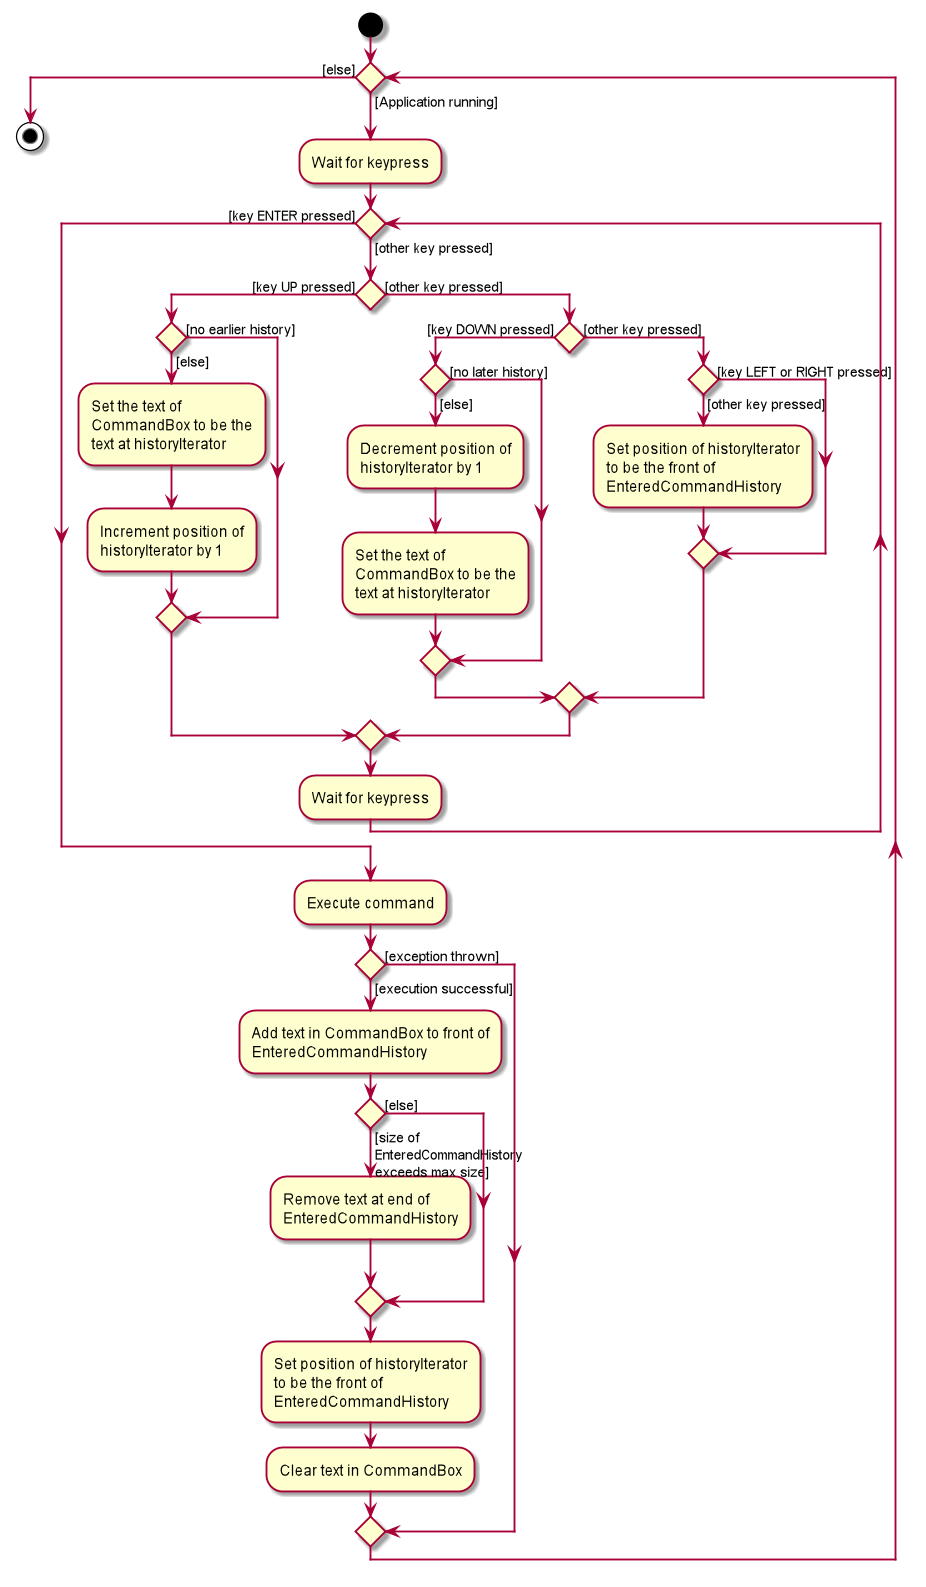 [else]
[Application running]
Wait for keypress
[key ENTER pressed]
[other key pressed]
[key UP pressed]
[other key pressed]
[no earlier history]
[else]
Set the text of
CommandBox to be the
text at historyIterator
Increment position of
historyIterator by 1
[key DOWN pressed]
[other key pressed]
[no later history]
[else]
Decrement position of
historyIterator by 1
Set the text of
CommandBox to be the
text at historyIterator
[key LEFT or RIGHT pressed]
[other key pressed]
Set position of historyIterator
to be the front of
EnteredCommandHistory
Wait for keypress
Execute command
[exception thrown]
[execution successful]
Add text in CommandBox to front of
EnteredCommandHistory
[else]
[size of
EnteredCommandHistory
exceeds max size]
Remove text at end of
EnteredCommandHistory
Set position of historyIterator
to be the front of
EnteredCommandHistory
Clear text in CommandBox